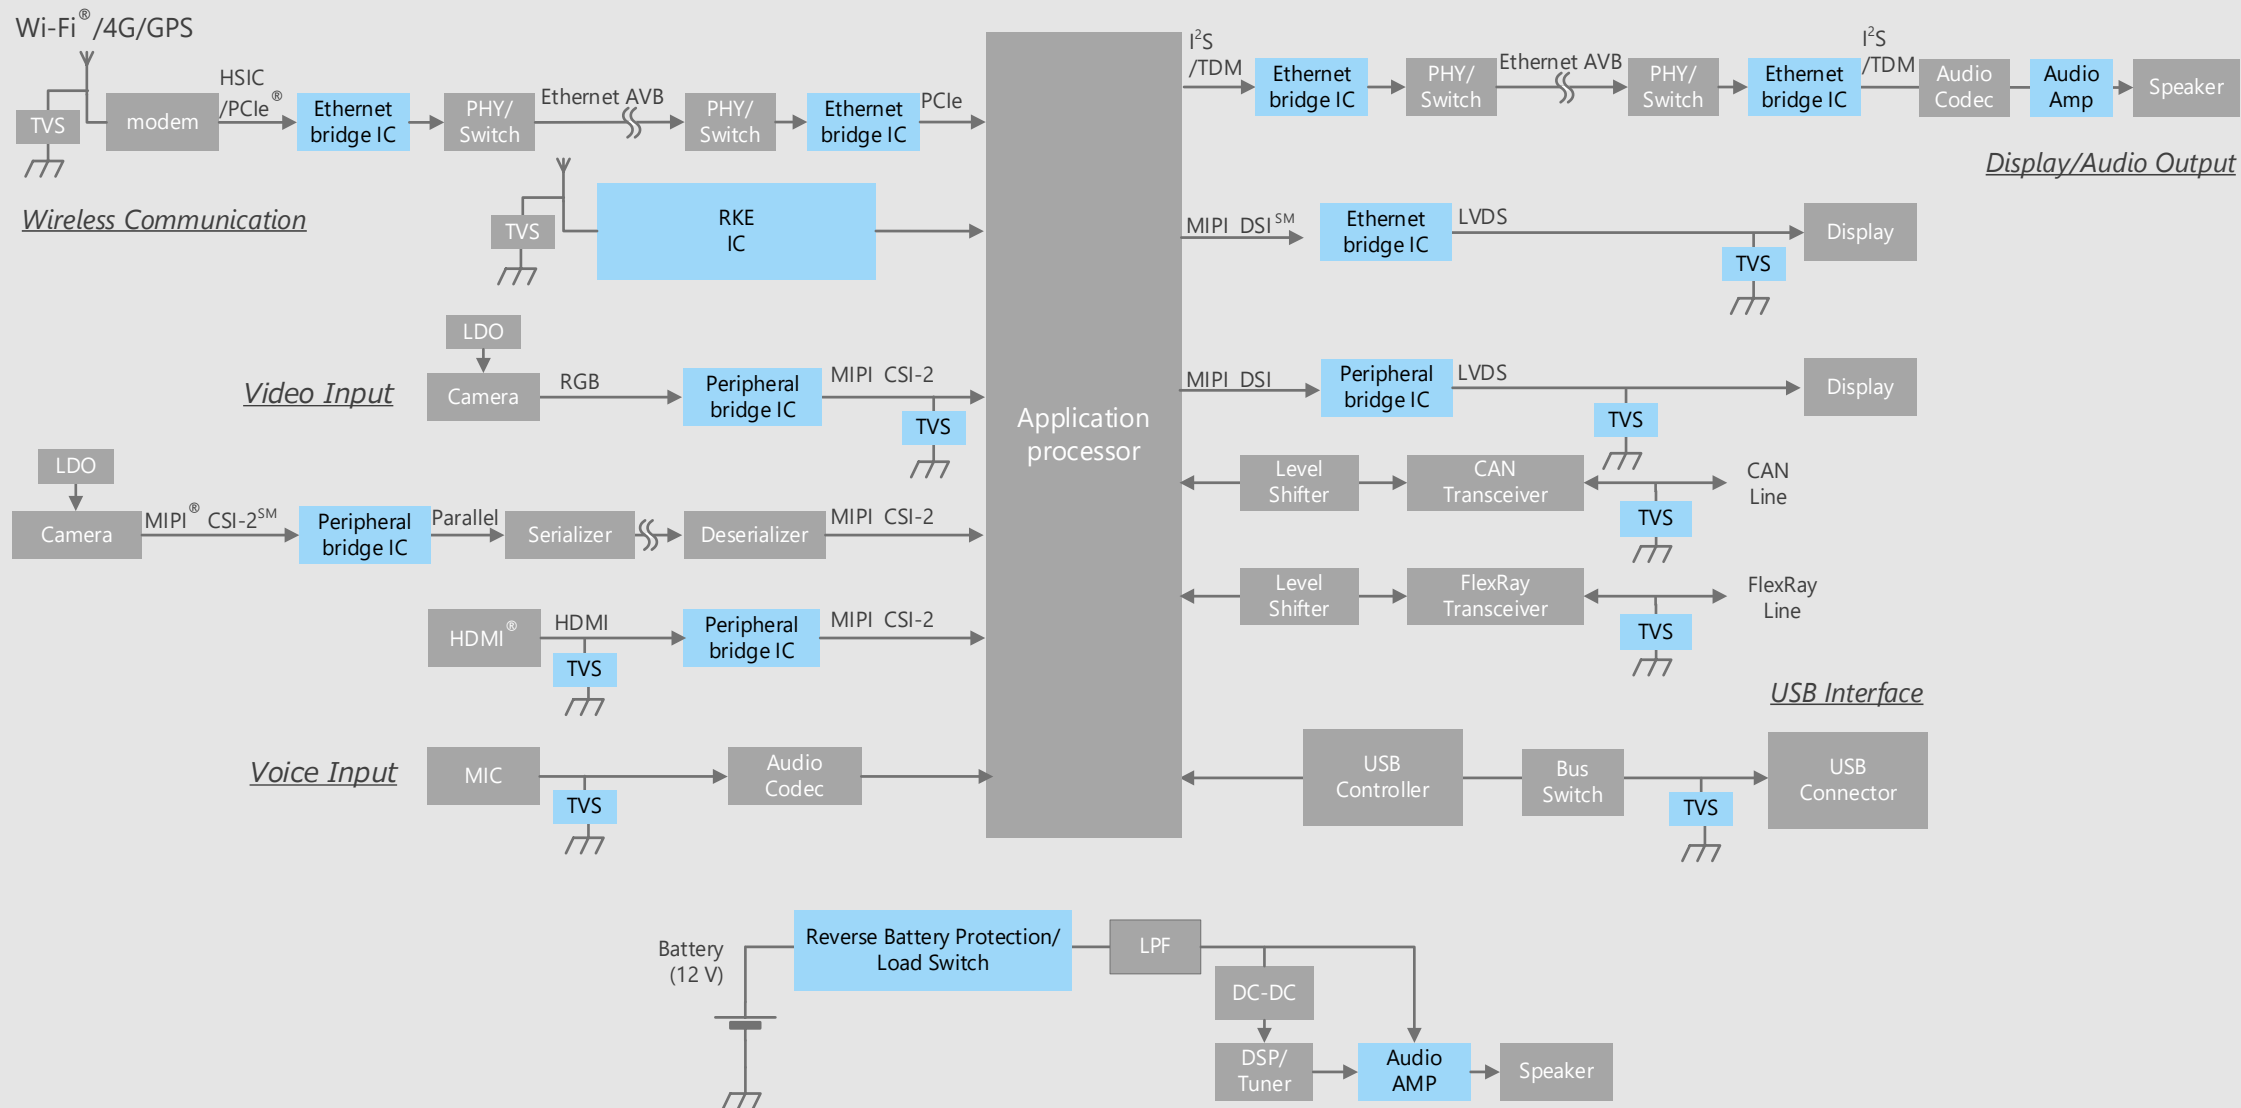 Wi-Fi®/4G/GPS
TVS
modem
HSIC
/PCIe®
Ethernet
bridge IC
PHY/
Switch
Ethernet AVB
PHY/
Switch
Ethernet
bridge IC
PCIe
Wireless Communication
TVS
RKE
IC
LDO
Video Input
Camera
RGB
Peripheral
bridge IC
MIPI CSI-2
TVS
LDO
Camera
MIPI® CSI-2SM
Peripheral
bridge IC
Parallel
Serializer
Deserializer
MIPI CSI-2
HDMI®
HDMI
TVS
Peripheral
bridge IC
MIPI CSI-2
Voice Input
MIC
TVS
Audio
Codec
Application
processor
I²S
/TDM
Ethernet
bridge IC
PHY/
Switch
Ethernet AVB
PHY/
Switch
Ethernet
bridge IC
I²S
/TDM
Audio
Codec
Audio
Amp
Speaker
Display/Audio Output
MIPI DSI SM
Ethernet
bridge IC
LVDS
TVS
Display
MIPI DSI
Peripheral
bridge IC
LVDS
TVS
Display
Level
Shifter
CAN
Transceiver
TVS
CAN
Line
Level
Shifter
FlexRay
Transceiver
TVS
FlexRay
Line
USB Interface
USB
Controller
Bus
Switch
TVS
USB
Connector
Battery
(12 V)
Reverse Battery Protection/
Load Switch
LPF
DC-DC
DSP/
Tuner
Audio
AMP
Speaker